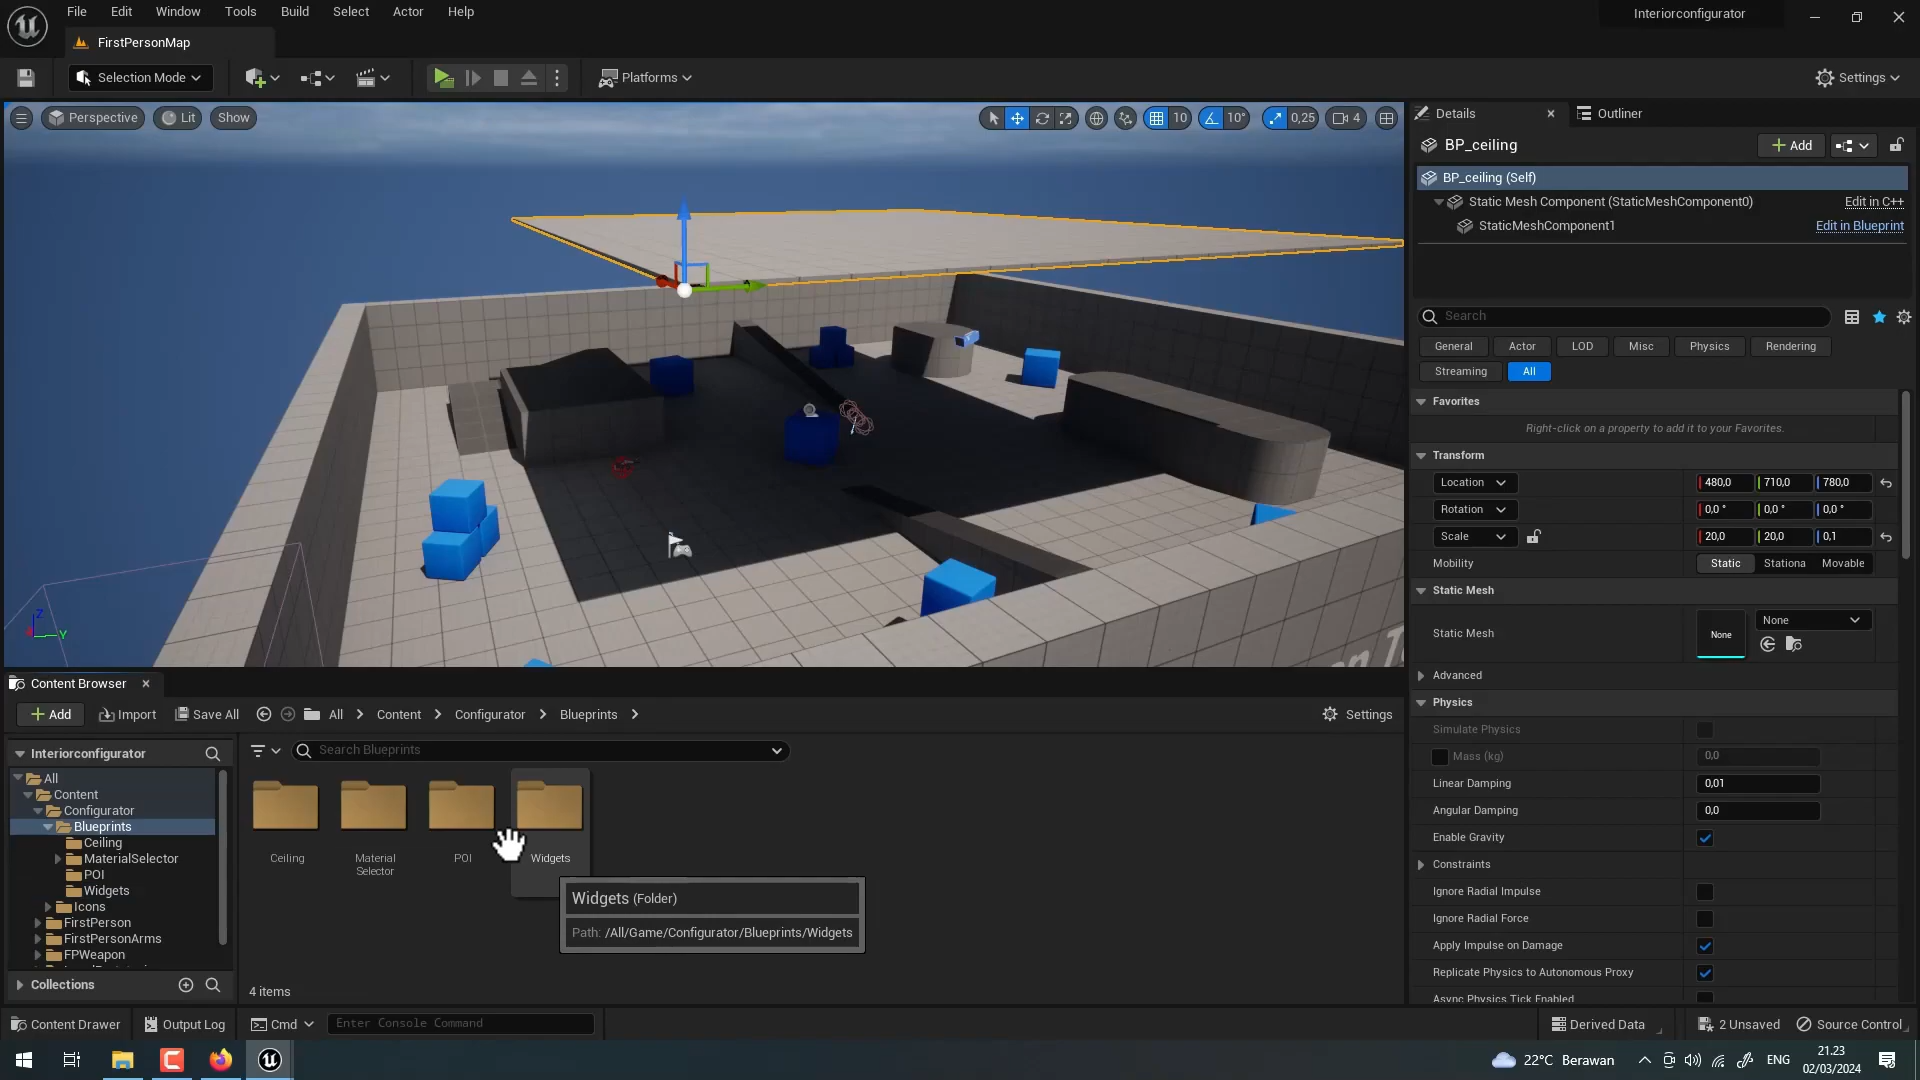 File Edit Window Tools Build Select Actor Help
Interiorconfigurator
FirstPersonMap
Selection Mode
Platforms
Settings
Perspective
Lit
Show
10
10°
0,25
4
Details
Outliner
BP_ceiling
Add
BP_ceiling (Self)
Static Mesh Component (StaticMeshComponent0)
Edit in C++
StaticMeshComponent1
Edit in Blueprint
Search
General
Actor
LOD
Misc
Physics
Rendering
Streaming
All
Favorites
Right-click on a property to add it to your Favorites.
Transform
Location
480,0
710,0
780,0
Rotation
0,0 °
0,0 °
0,0 °
Scale
20,0
20,0
0,1
Mobility
Static
Stationa
Movable
Static Mesh
Static Mesh
None
None
Advanced
Physics
Simulate Physics
Mass (kg)
0,0
Linear Damping
0,01
Angular Damping
0,0
Enable Gravity
Constraints
Ignore Radial Impulse
Ignore Radial Force
Apply Impulse on Damage
Replicate Physics to Autonomous Proxy
Async Physics Tick Enabled
Z
Y
Content Browser
Add
Import
Save All
All
Content
Configurator
Blueprints
Settings
Interiorconfigurator
All
Content
Configurator
Blueprints
Ceiling
MaterialSelector
POI
Widgets
Icons
FirstPerson
FirstPersonArms
FPWeapon
Collections
Search Blueprints
Ceiling
Material
Selector
POI
Widgets
Widgets (Folder)
Path: /All/Game/Configurator/Blueprints/Widgets
4 items
Content Drawer
Output Log
Cmd
Enter Console Command
Derived Data
2 Unsaved
Source Control
22°C Berawan
ENG
21.23
02/03/2024